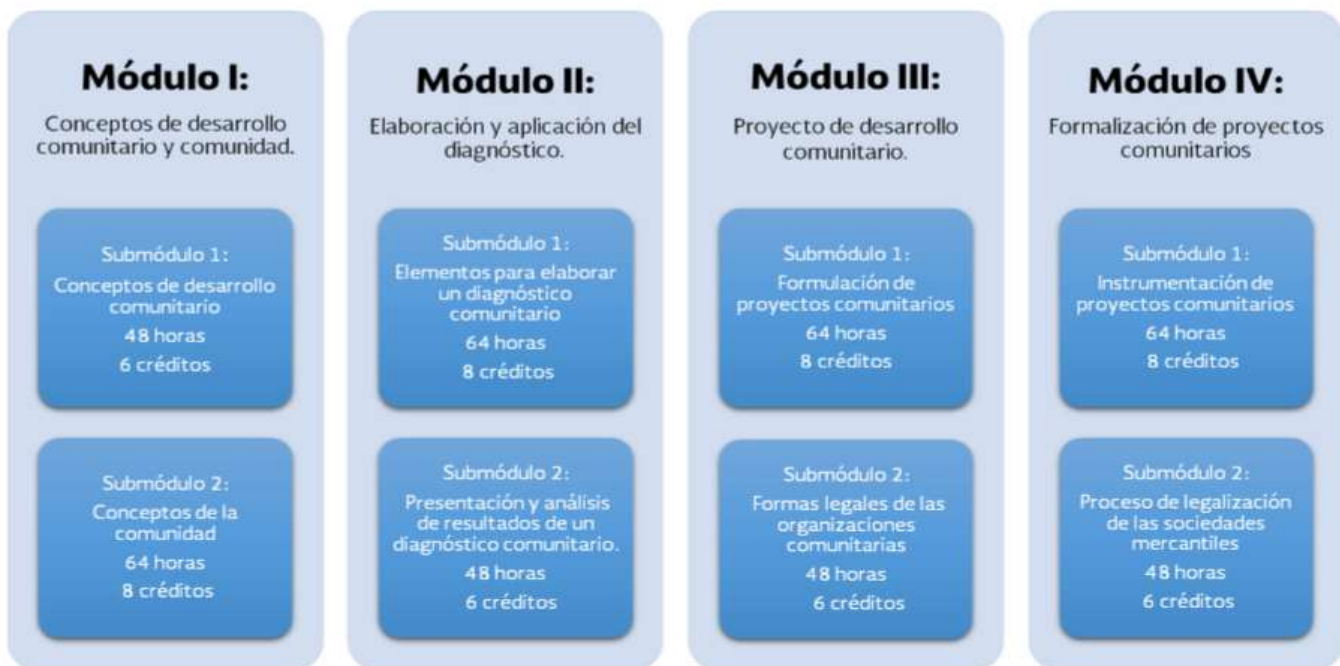 Módulo I:
Conceptos de desarrollo
comunitario y comunidad.
Submódulo 1:
Conceptos de desarrollo
comunitario
48 horas
6 créditos
Submódulo 2:
Conceptos de la
comunidad
64 horas
8 créditos
Módulo II:
Elaboración y aplicación del
diagnóstico.
Submódulo 1:
Elementos para elaborar
un diagnóstico
comunitario
64 horas
8 créditos
Submódulo 2:
Presentación y análisis
de resultados de un
diagnóstico comunitario.
48 horas
6 créditos
Módulo III:
Proyecto de desarrollo
comunitario.
Submódulo 1:
Formulación de
proyectos comunitarios
64 horas
8 créditos
Submódulo 2:
Formas legales de las
organizaciones
comunitarias
48 horas
6 créditos
Módulo IV:
Formalización de proyectos
comunitarios
Submódulo 1:
Instrumentación de
proyectos comunitarios
64 horas
8 créditos
Submódulo 2:
Proceso de legalización
de las sociedades
mercantiles
48 horas
6 créditos